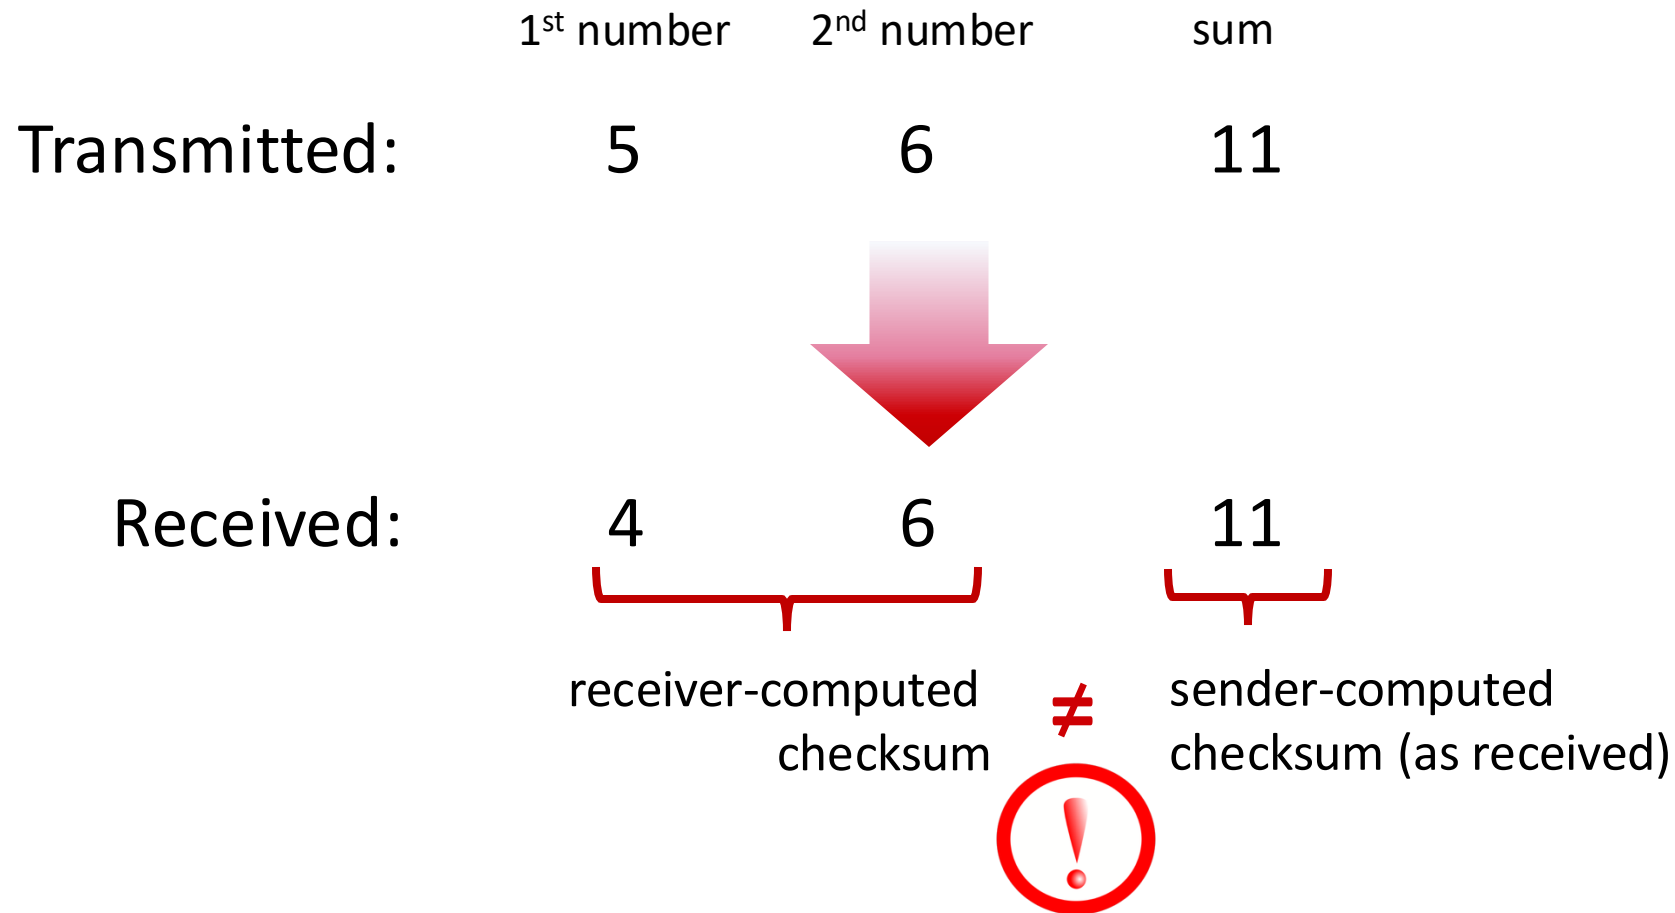 1st number 2nd number sum
Transmitted: 5 6 11
Received: 4 6 11
receiver-computed ≠ sender-computed
checksum checksum (as received)
!